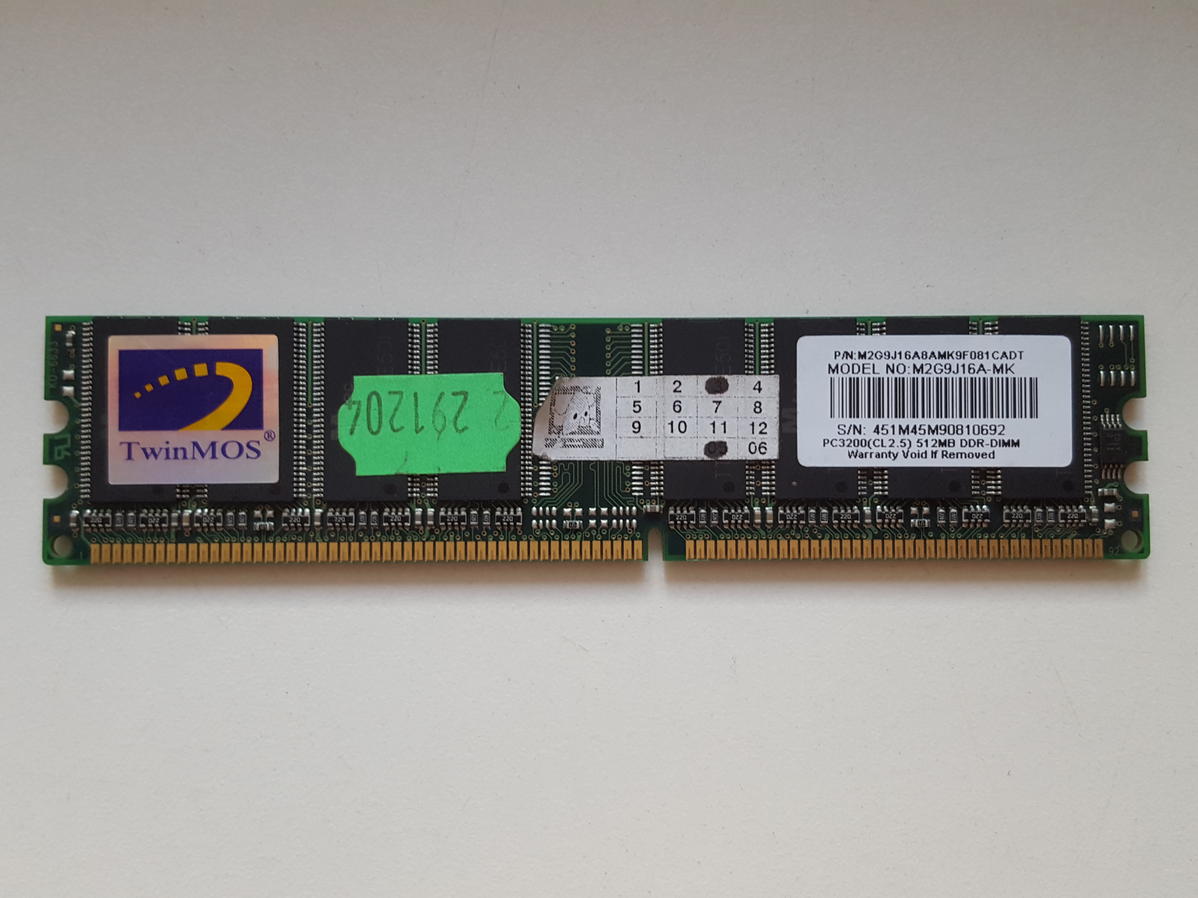 TwinMOS®
291204
1 2 4
5 6 7 8
9 10 11 12
05 06
P/N:M2G9J16A8AMK9F081CADT
MODEL NO:M2G9J16A-MK
S/N: 451M45M90810692
PC3200(CL2.5) 512MB DDR-DIMM
Warranty Void If Removed